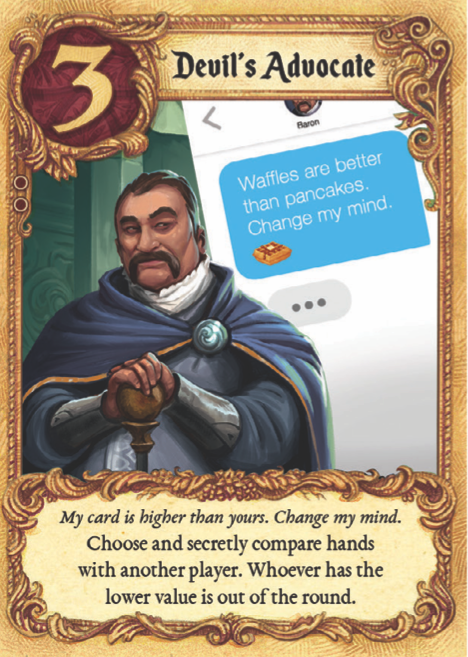 3
Devil's Advocate
Baron
Waffles are better
than pancakes.
Change my mind.
My card is higher than yours. Change my mind.
Choose and secretly compare hands
with another player. Whoever has the
lower value is out of the round.